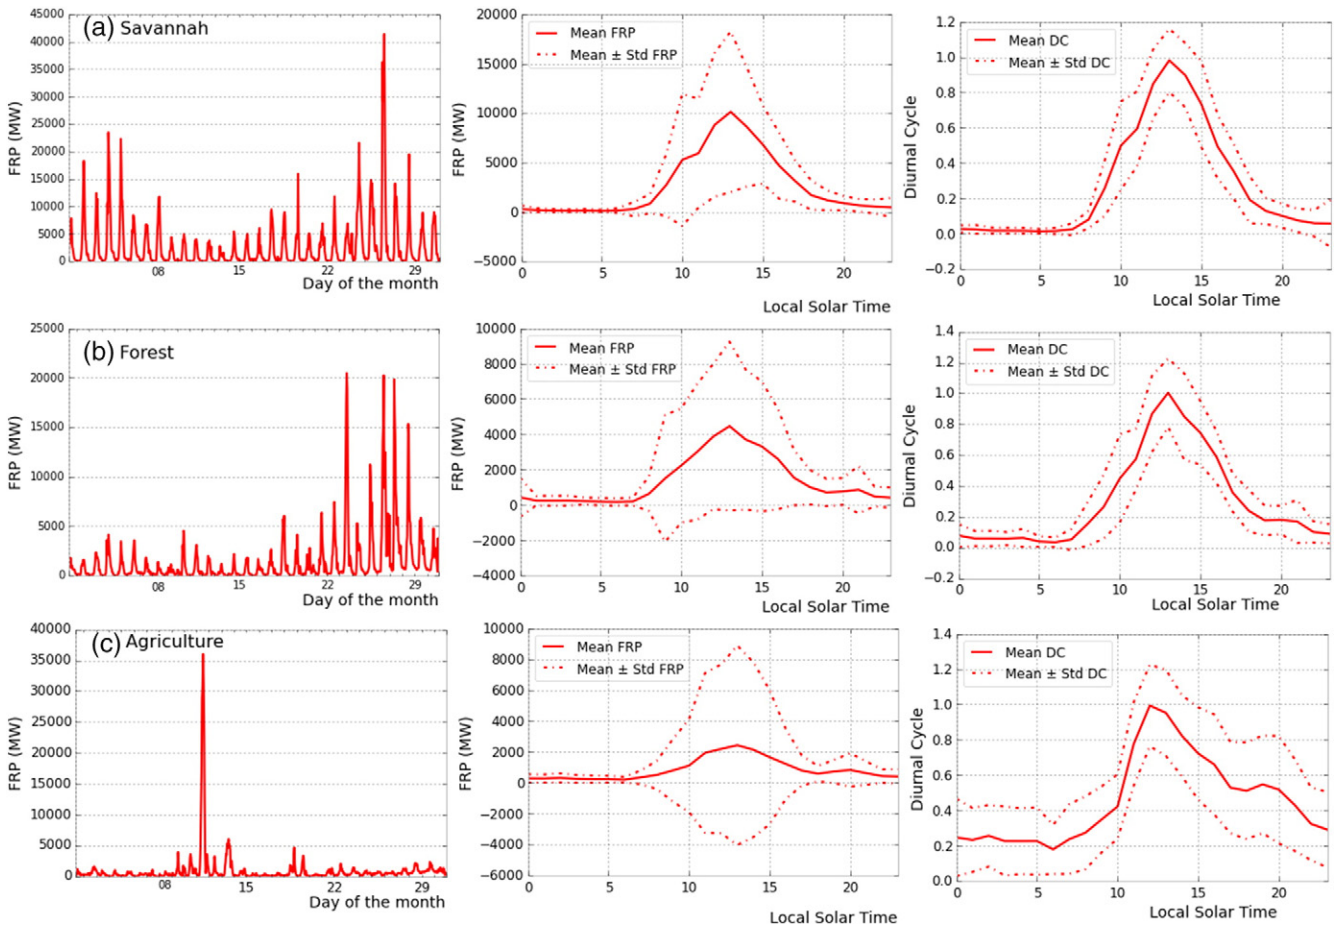 (a) Savannah
FRP (MW)
45000
40000
35000
30000
25000
20000
15000
10000
5000
0
08 15 22 29
Day of the month
FRP (MW)
20000
15000
10000
5000
0
−5000
Mean FRP
Mean ± Std FRP
0 5 10 15 20
Local Solar Time
Diurnal Cycle
1.2
1.0
0.8
0.6
0.4
0.2
0.0
−0.2
Mean DC
Mean ± Std DC
0 5 10 15 20
Local Solar Time
(b) Forest
FRP (MW)
25000
20000
15000
10000
5000
0
08 15 22 29
Day of the month
FRP (MW)
10000
8000
6000
4000
2000
0
−2000
−4000
Mean FRP
Mean ± Std FRP
0 5 10 15 20
Local Solar Time
Diurnal Cycle
1.4
1.2
1.0
0.8
0.6
0.4
0.2
0.0
−0.2
Mean DC
Mean ± Std DC
0 5 10 15 20
Local Solar Time
(c) Agriculture
FRP (MW)
40000
35000
30000
25000
20000
15000
10000
5000
0
08 15 22 29
Day of the month
FRP (MW)
10000
8000
6000
4000
2000
0
−2000
−4000
−6000
Mean FRP
Mean ± Std FRP
0 5 10 15 20
Local Solar Time
Diurnal Cycle
1.4
1.2
1.0
0.8
0.6
0.4
0.2
0.0
Mean DC
Mean ± Std DC
0 5 10 15 20
Local Solar Time